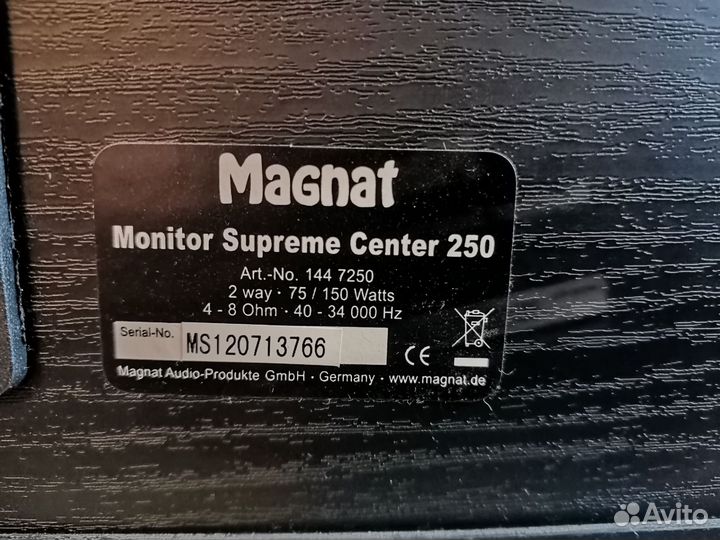 Magnat
Monitor Supreme Center 250
Art.-No. 144 7250
2 way · 75 / 150 Watts
4 - 8 Ohm · 40 - 34 000 Hz
Serial-No. MS120713766
CE
Magnat Audio-Produkte GmbH · Germany · www.magnat.de
Avito